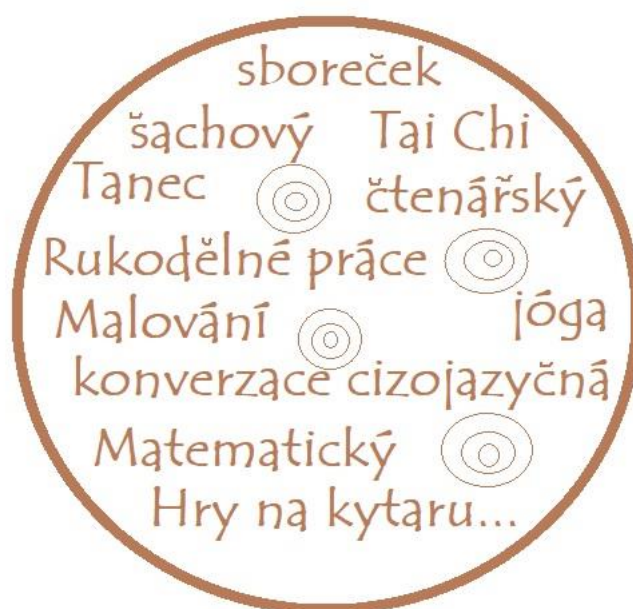 sboreček
šachový Tai Chi
Tanec
čtenářský
Rukodělné práce
jóga
Malování
konverzace cizojazyčná
Matematický
Hry na kytaru...